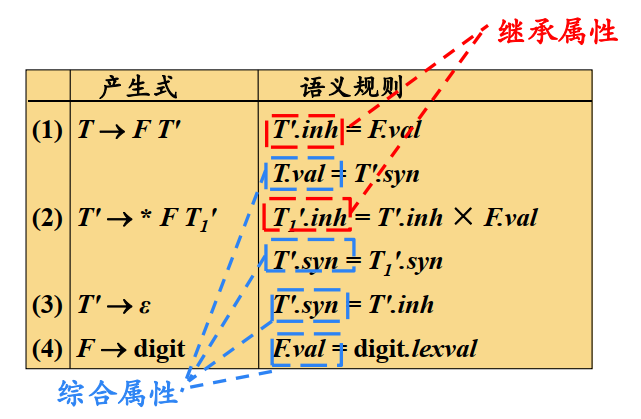 继承属性
产生式 语义规则
(1) T → F T' T'.inh = F.val
T.val = T'.syn
(2) T' → * F T₁' T₁'.inh = T'.inh × F.val
T'.syn = T₁'.syn
(3) T' → ε T'.syn = T'.inh
(4) F → digit F.val = digit.lexval
综合属性